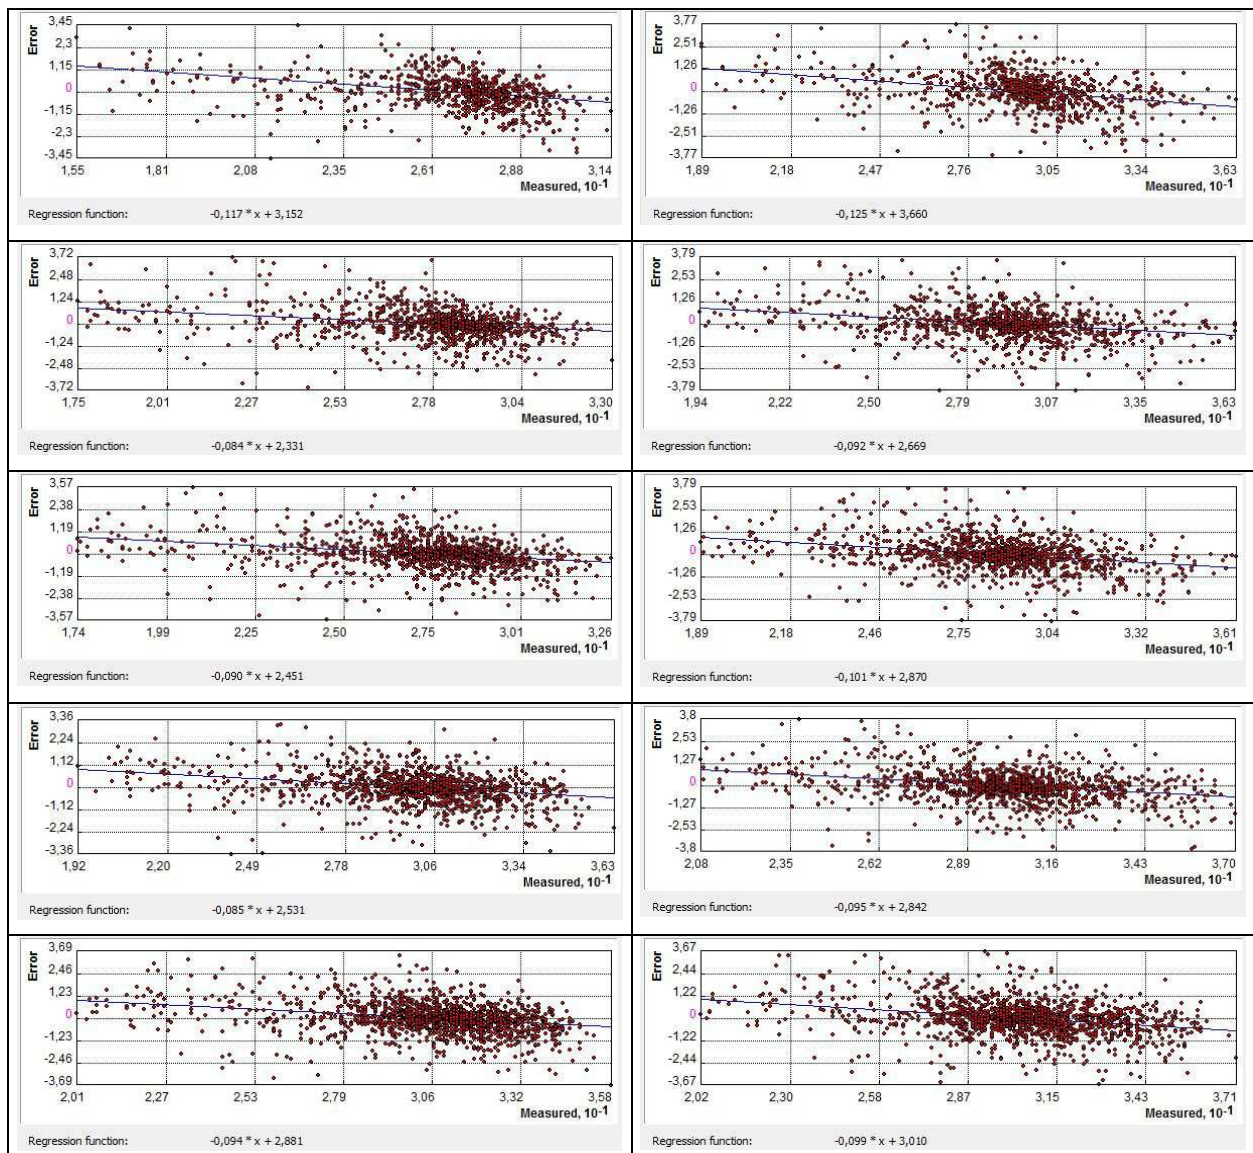 3,45
Error
2,3
1,15
0
-1,15
-2,3
-3,45
1,55 1,81 2,08 2,35 2,61 2,88 3,14
Measured, 10-1
Regression function: -0,117 * x + 3,152
3,77
Error
2,51
1,26
0
-1,26
-2,51
-3,77
1,89 2,18 2,47 2,76 3,05 3,34 3,63
Measured, 10-1
Regression function: -0,125 * x + 3,660
3,72
Error
2,48
1,24
0
-1,24
-2,48
-3,72
1,75 2,01 2,27 2,53 2,78 3,04 3,30
Measured, 10-1
Regression function: -0,084 * x + 2,331
3,79
Error
2,53
1,26
0
-1,26
-2,53
-3,79
1,94 2,22 2,50 2,79 3,07 3,35 3,63
Measured, 10-1
Regression function: -0,092 * x + 2,669
3,57
Error
2,38
1,19
0
-1,19
-2,38
-3,57
1,74 1,99 2,25 2,50 2,75 3,01 3,26
Measured, 10-1
Regression function: -0,090 * x + 2,451
3,79
Error
2,53
1,26
0
-1,26
-2,53
-3,79
1,89 2,18 2,46 2,75 3,04 3,32 3,61
Measured, 10-1
Regression function: -0,101 * x + 2,870
3,36
Error
2,24
1,12
0
-1,12
-2,24
-3,36
1,92 2,20 2,49 2,78 3,06 3,34 3,63
Measured, 10-1
Regression function: -0,085 * x + 2,531
3,8
Error
2,53
1,27
0
-1,27
-2,53
-3,8
2,08 2,35 2,62 2,89 3,16 3,43 3,70
Measured, 10-1
Regression function: -0,095 * x + 2,842
3,69
Error
2,46
1,23
0
-1,23
-2,46
-3,69
2,01 2,27 2,53 2,79 3,06 3,32 3,58
Measured, 10-1
Regression function: -0,094 * x + 2,881
3,67
Error
2,44
1,22
0
-1,22
-2,44
-3,67
2,02 2,30 2,58 2,87 3,15 3,43 3,71
Measured, 10-1
Regression function: -0,099 * x + 3,010